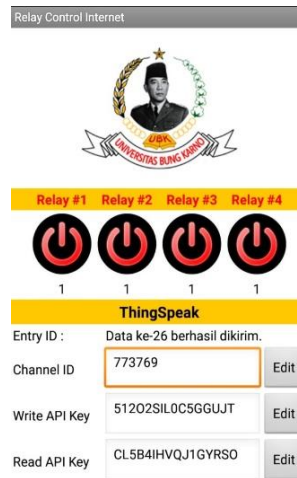 Relay Control Internet
UBK
UNIVERSITAS BUNG KARNO
Relay #1 Relay #2 Relay #3 Relay #4
1 1 1 1
ThingSpeak
Entry ID : Data ke-26 berhasil dikirim.
Channel ID 773769 Edit
Write API Key 512O2SIL0C5GGUJT Edit
Read API Key CL5B4IHVQJ1GYRSO Edit